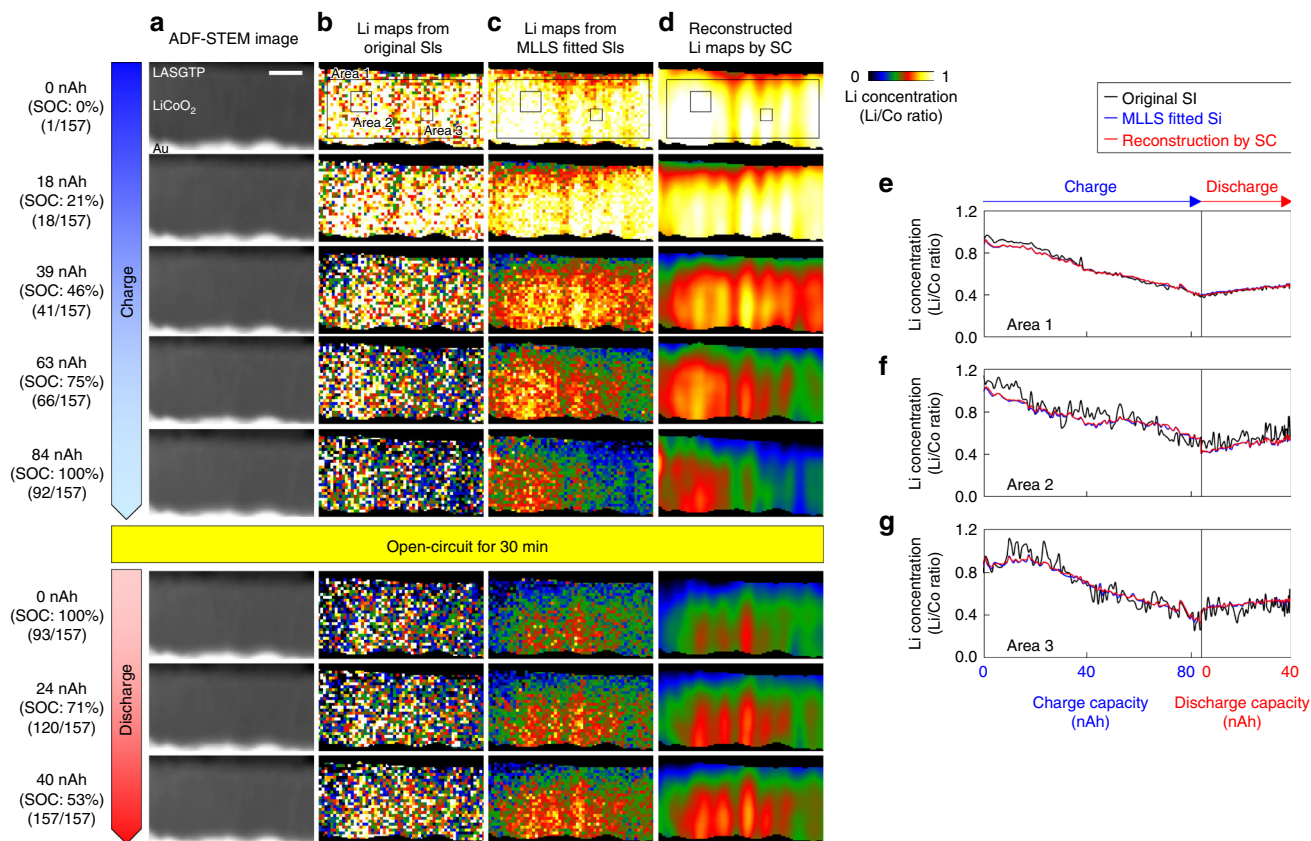 a
ADF-STEM image
b
Li maps from
original SIs
c
Li maps from
MLLS fitted SIs
d
Reconstructed
Li maps by SC
0 nAh
(SOC: 0%)
(1/157)
18 nAh
(SOC: 21%)
(18/157)
39 nAh
(SOC: 46%)
(41/157)
63 nAh
(SOC: 75%)
(66/157)
84 nAh
(SOC: 100%)
(92/157)
Charge
LASGTP
LiCoO2
Au
Area 1
Area 2
Area 3
Open-circuit for 30 min
0 nAh
(SOC: 100%)
(93/157)
24 nAh
(SOC: 71%)
(120/157)
40 nAh
(SOC: 53%)
(157/157)
Discharge
0 1
Li concentration
(Li/Co ratio)
Original SI
MLLS fitted Si
Reconstruction by SC
e
Charge Discharge
1.2
0.8
0.4
0.0
Li concentration
(Li/Co ratio)
Area 1
40 80
f
1.2
0.8
0.4
0.0
Li concentration
(Li/Co ratio)
Area 2
g
1.2
0.8
0.4
0.0
Li concentration
(Li/Co ratio)
Area 3
0 40 80 0 40
Charge capacity
(nAh)
Discharge capacity
(nAh)